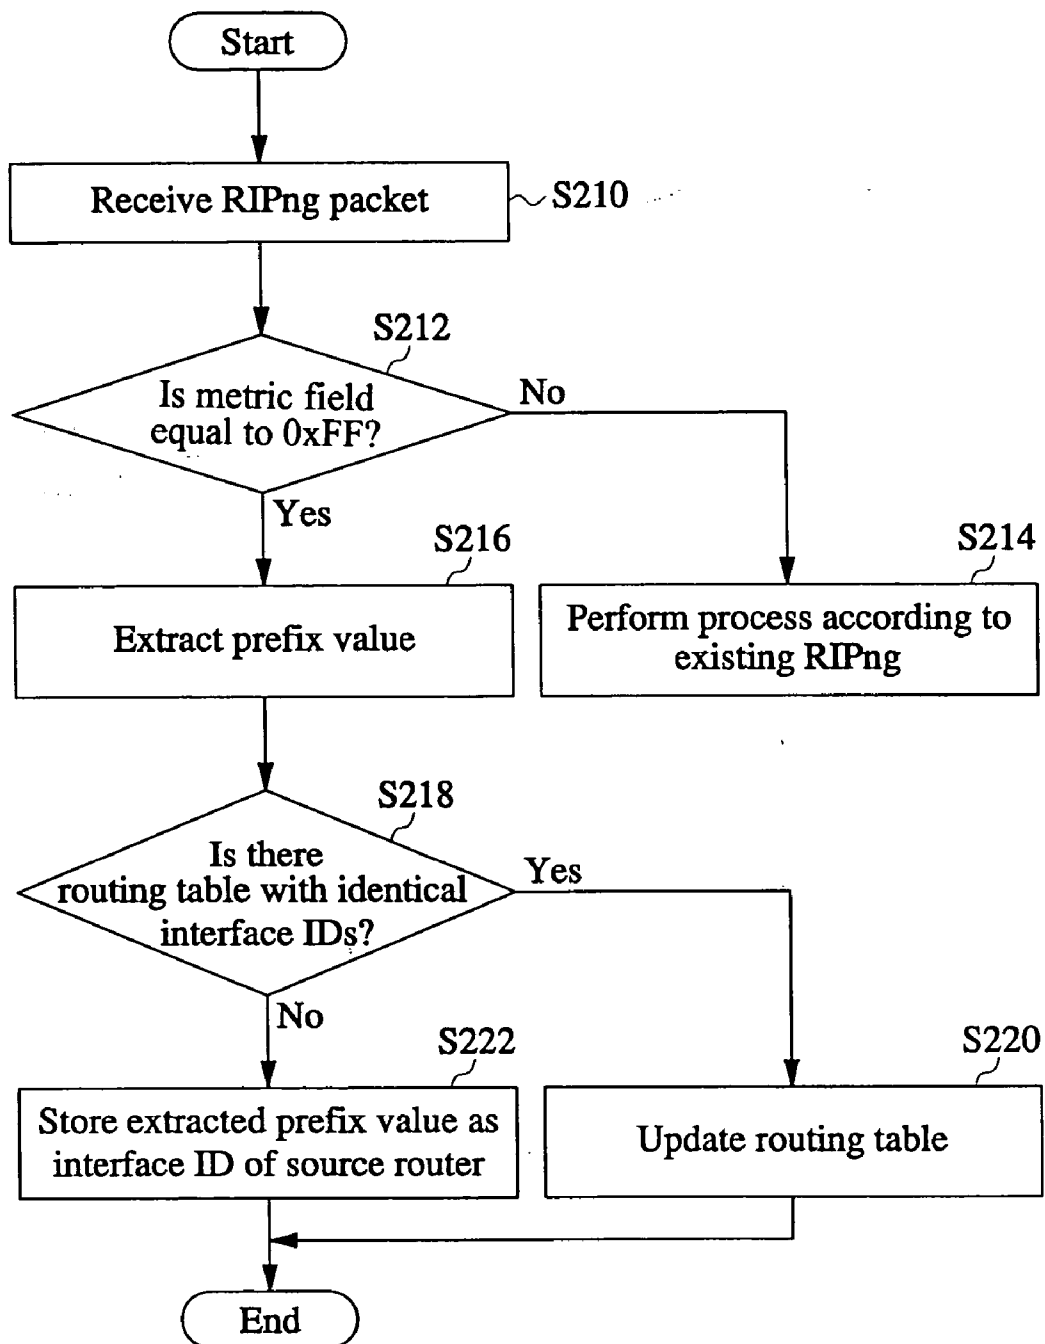 Start
Receive RIPng packet
S210
S212
Is metric field
equal to 0xFF?
No
Yes
S216
Extract prefix value
S214
Perform process according to
existing RIPng
S218
Is there
routing table with identical
interface IDs?
Yes
No
S222
Store extracted prefix value as
interface ID of source router
S220
Update routing table
End